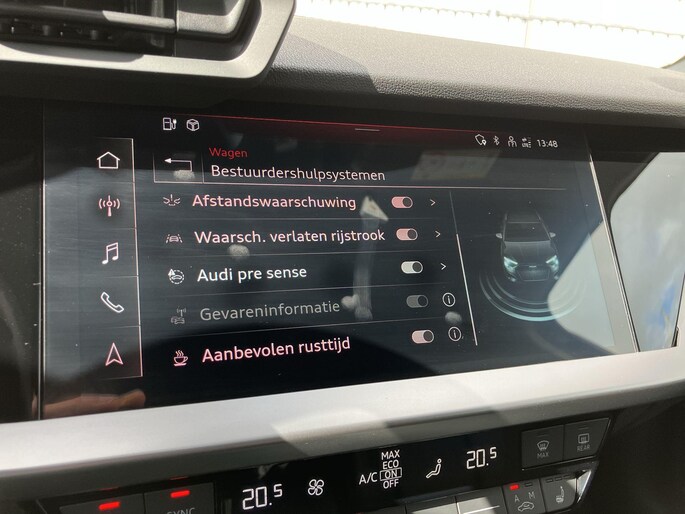 13:48
Wagen
Bestuurdershulpsystemen
Afstandswaarschuwing
Waarsch. verlaten rijstrook
Audi pre sense
Gevareninformatie
Aanbevolen rusttijd
MAX
ECO
A/C ON
OFF
20.5
20.5
SYNC
A M
MAX
REAR